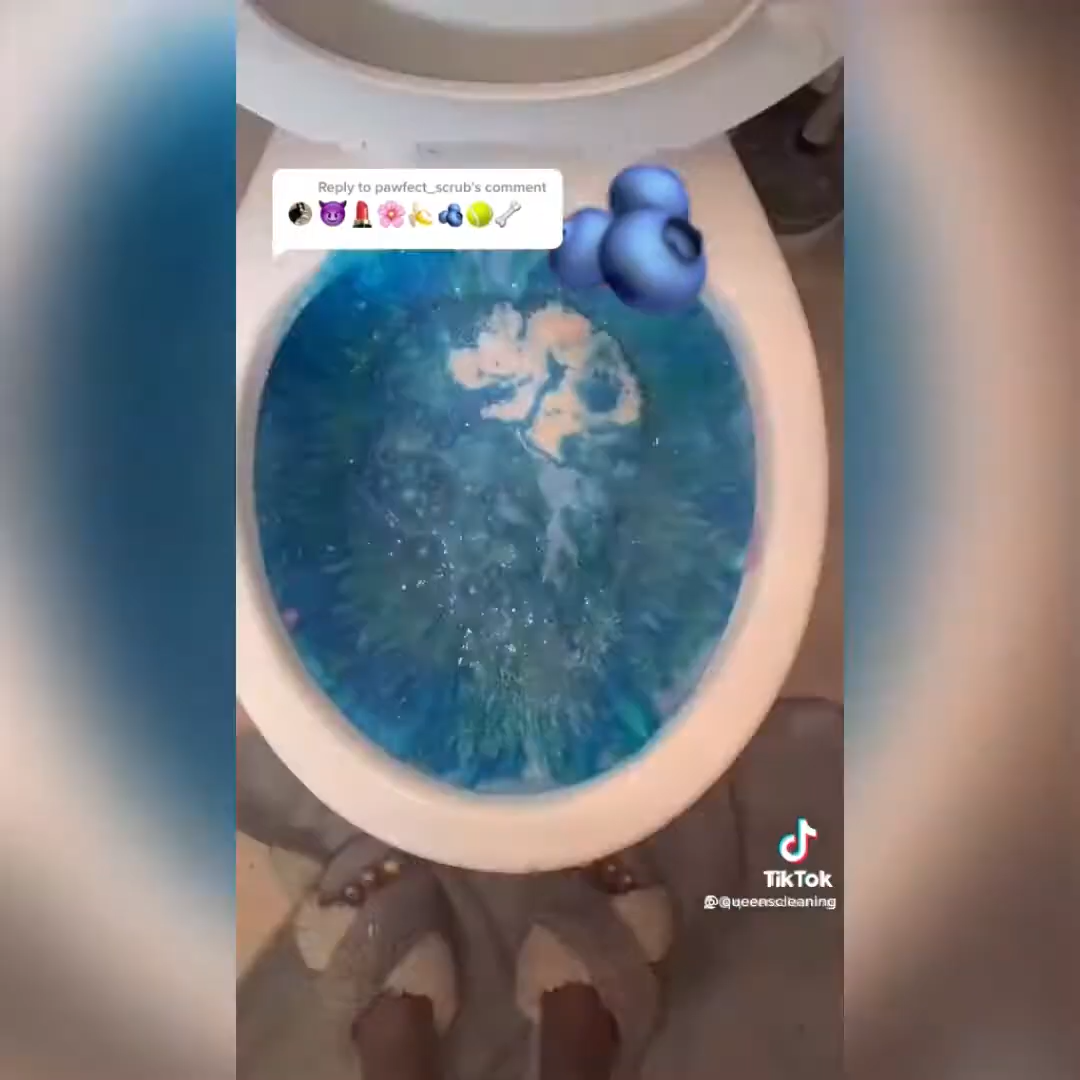 Reply to pawfect_scrub's comment
😈💄🌸🍌🫐🎾🦴
TikTok
@queenscleaning